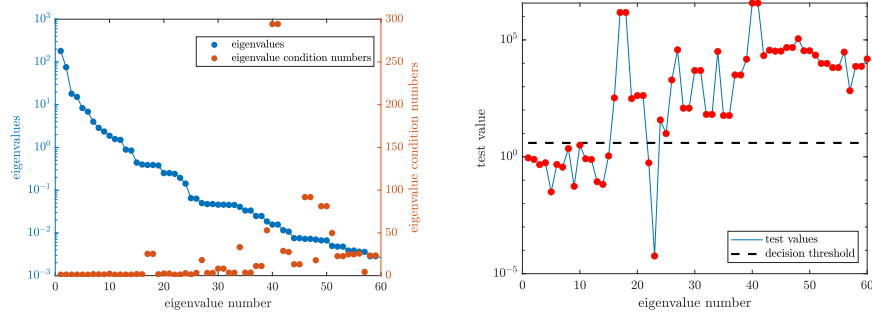 eigenvalues
eigenvalue condition numbers
10^3
10^2
10^1
10^0
10^-1
10^-2
10^-3
eigenvalues
300
250
200
150
100
50
0
eigenvalue condition numbers
0 10 20 30 40 50 60
eigenvalue number
10^5
10^0
10^-5
test value
test values
decision threshold
0 10 20 30 40 50 60
eigenvalue number